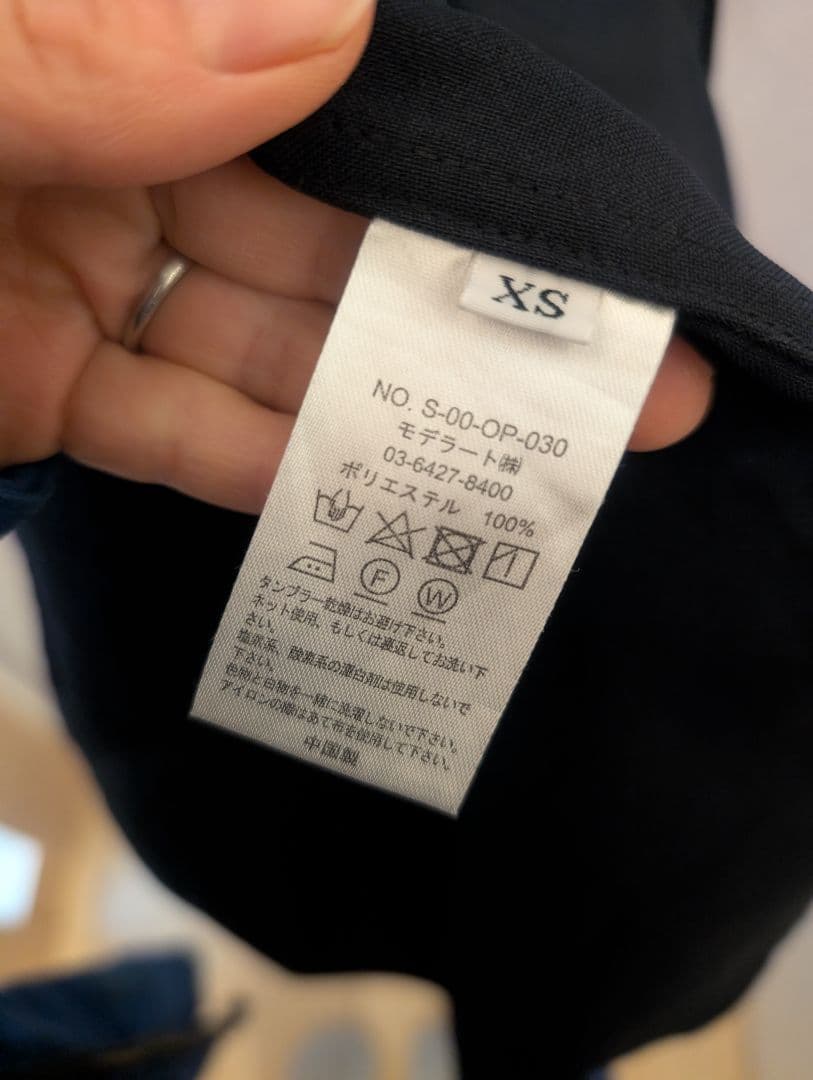 XS
NO. S-00-OP-030
モデラート㈱
03-6427-8400
ポリエステル 100%
F W
タンブラー乾燥はお避け下さい。
ネット使用、もしくは裏返してお洗い下
さい。
塩素系、酸素系の漂白剤は使用しないで
下さい。
色物と白物を一緒に洗濯しないで下さい。
アイロンの際はあて布を使用して下さい。
中国製